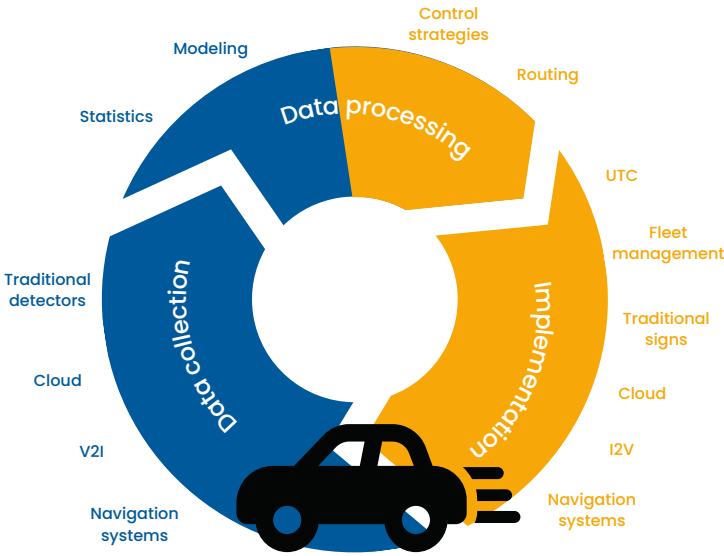 Control
strategies
Modeling
Routing
Statistics
Data processing
UTC
Fleet
management
Traditional
detectors
Data collection
Implementation
Traditional
signs
Cloud
Cloud
V2I
I2V
Navigation
systems
Navigation
systems